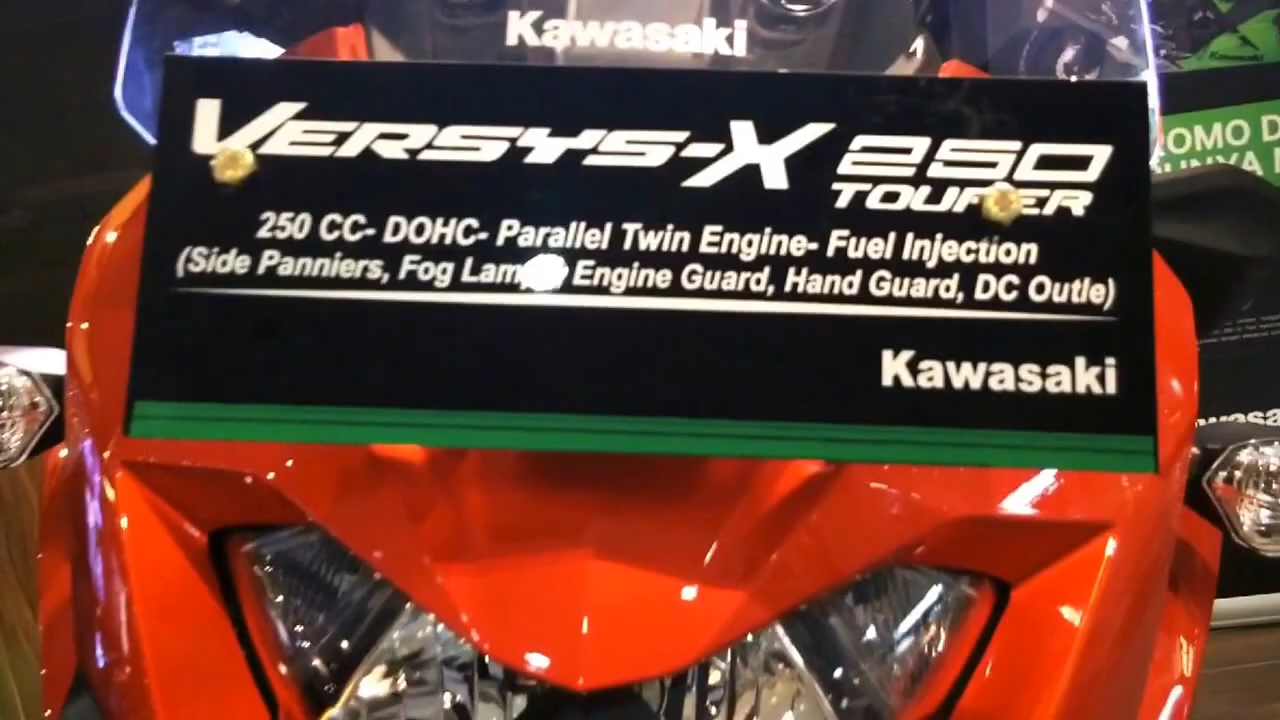 Kawasaki
VERSYS-X 250
TOURER
250 CC- DOHC- Parallel Twin Engine- Fuel Injection
(Side Panniers, Fog Engine Guard, Hand Guard, DC Outle)
Kawasaki